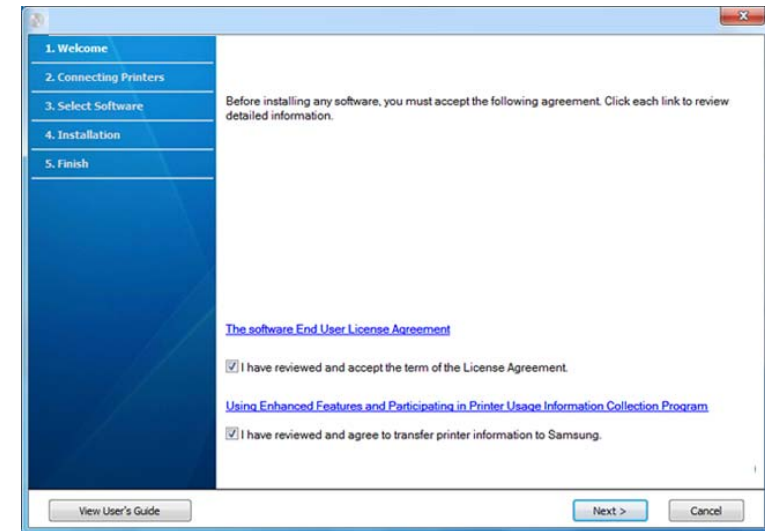 1. Welcome
2. Connecting Printers
3. Select Software
4. Installation
5. Finish
Before installing any software, you must accept the following agreement. Click each link to review
detailed information.
The software End User License Agreement
I have reviewed and accept the term of the License Agreement.
Using Enhanced Features and Participating in Printer Usage Information Collection Program
I have reviewed and agree to transfer printer information to Samsung.
View User's Guide
Next >
Cancel